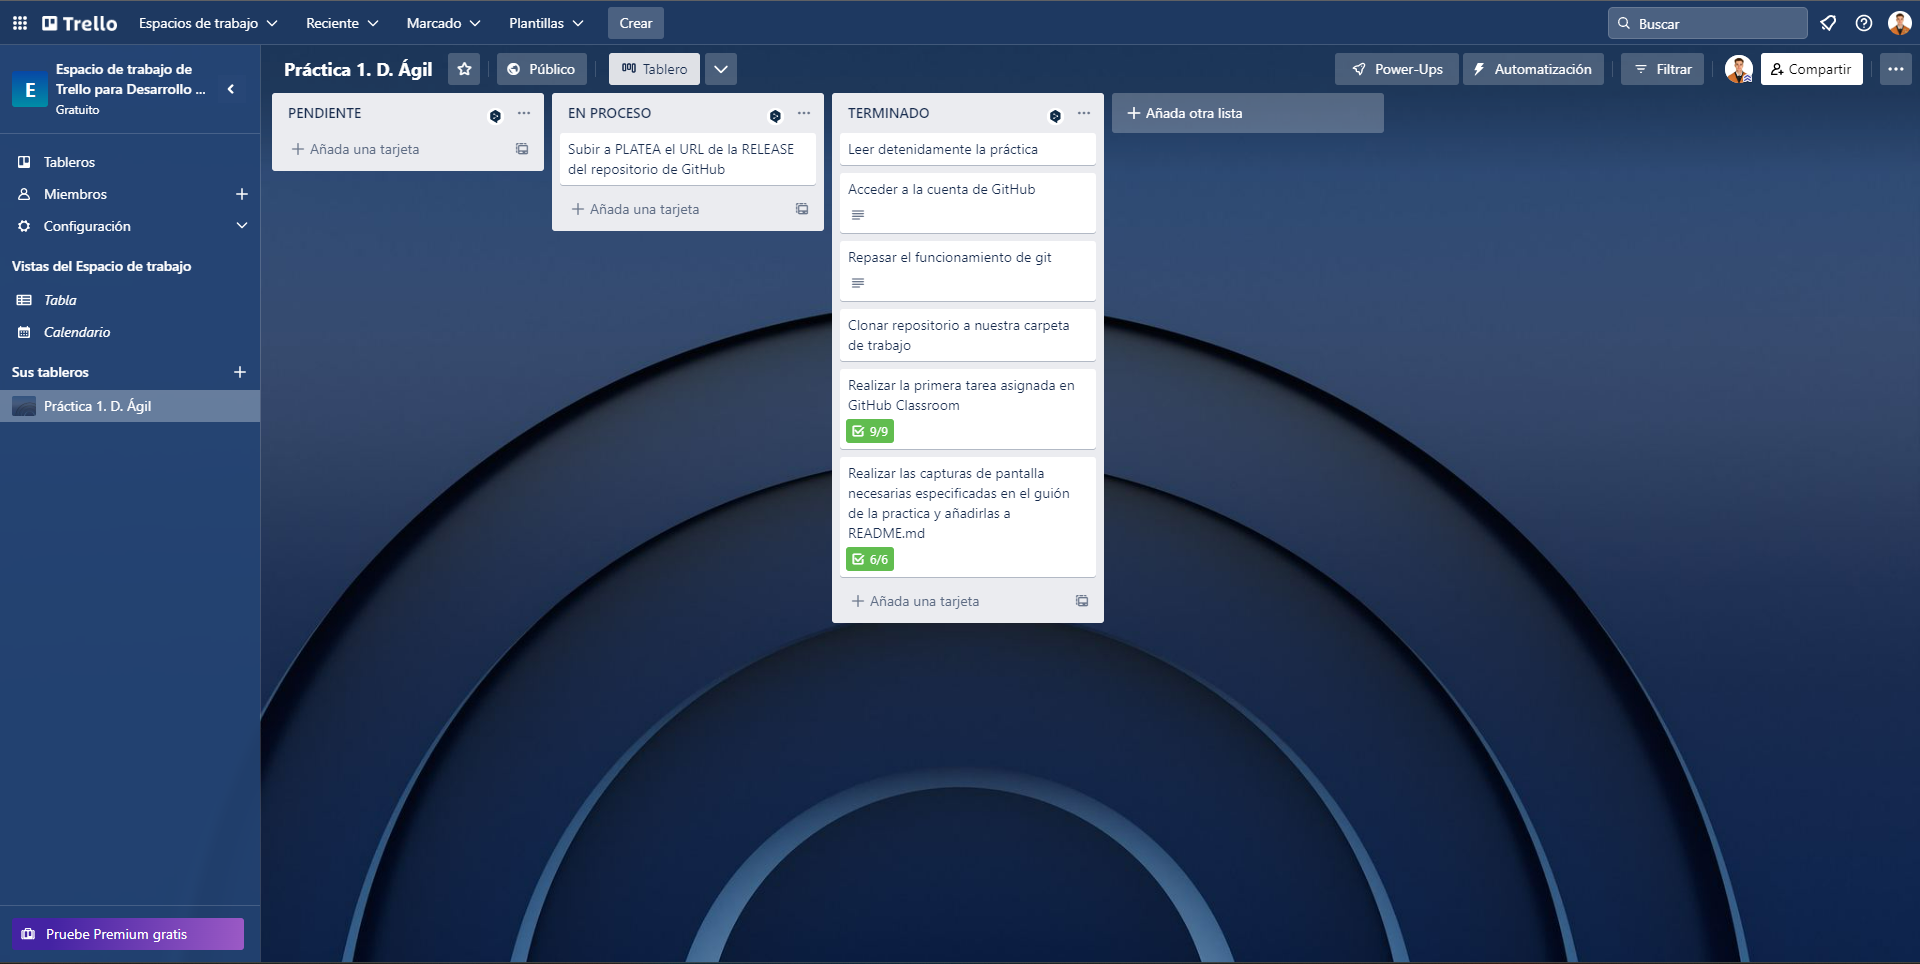 Trello
Espacios de trabajo
Reciente
Marcado
Plantillas
Crear
Buscar
E
Espacio de trabajo de
Trello para Desarrollo ...
Gratuito
Práctica 1. D. Ágil
Público
Tablero
Power-Ups
Automatización
Filtrar
Compartir
Tableros
Miembros
Configuración
Vistas del Espacio de trabajo
Tabla
Calendario
Sus tableros
Práctica 1. D. Ágil
Pruebe Premium gratis
PENDIENTE
Añada una tarjeta
EN PROCESO
Subir a PLATEA el URL de la RELEASE
del repositorio de GitHub
Añada una tarjeta
TERMINADO
Leer detenidamente la práctica
Acceder a la cuenta de GitHub
Repasar el funcionamiento de git
Clonar repositorio a nuestra carpeta
de trabajo
Realizar la primera tarea asignada en
GitHub Classroom
9/9
Realizar las capturas de pantalla
necesarias especificadas en el guión
de la practica y añadirlas a
README.md
6/6
Añada una tarjeta
Añada otra lista